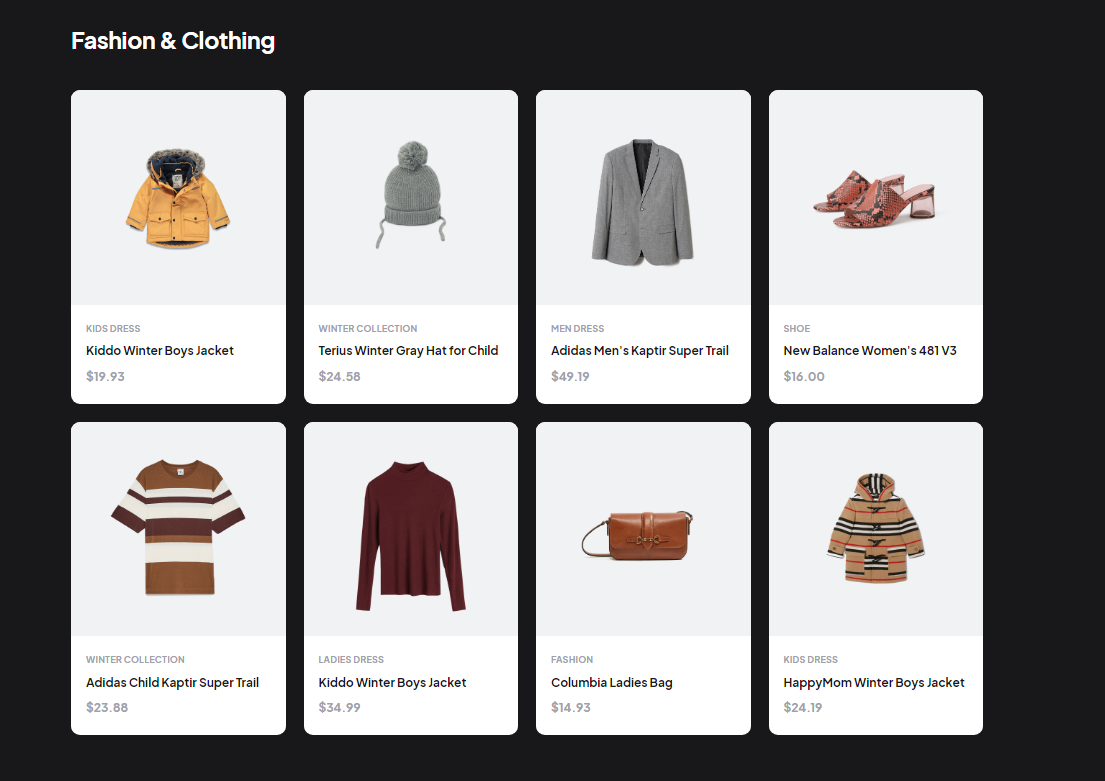 Fashion & Clothing
KIDS DRESS
Kiddo Winter Boys Jacket
$19.93
WINTER COLLECTION
Terius Winter Gray Hat for Child
$24.58
MEN DRESS
Adidas Men's Kaptir Super Trail
$49.19
SHOE
New Balance Women's 481 V3
$16.00
WINTER COLLECTION
Adidas Child Kaptir Super Trail
$23.88
LADIES DRESS
Kiddo Winter Boys Jacket
$34.99
FASHION
Columbia Ladies Bag
$14.93
KIDS DRESS
HappyMom Winter Boys Jacket
$24.19